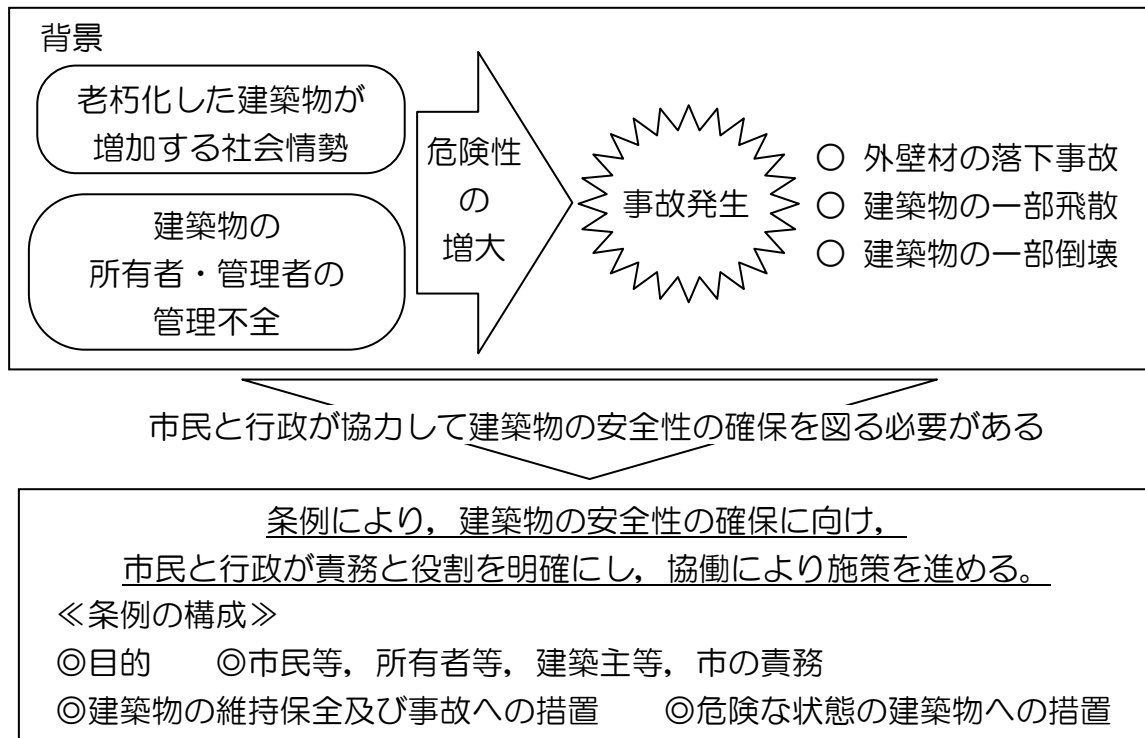 背景
老朽化した建築物が
増加する社会情勢
建築物の
所有者・管理者の
管理不全
危険性
の
増大
事故発生
○ 外壁材の落下事故
○ 建築物の一部飛散
○ 建築物の一部倒壊
市民と行政が協力して建築物の安全性の確保を図る必要がある
条例により，建築物の安全性の確保に向け，
市民と行政が責務と役割を明確にし，協働により施策を進める。
≪条例の構成≫
◎目的　　◎市民等，所有者等，建築主等，市の責務
◎建築物の維持保全及び事故への措置　　◎危険な状態の建築物への措置